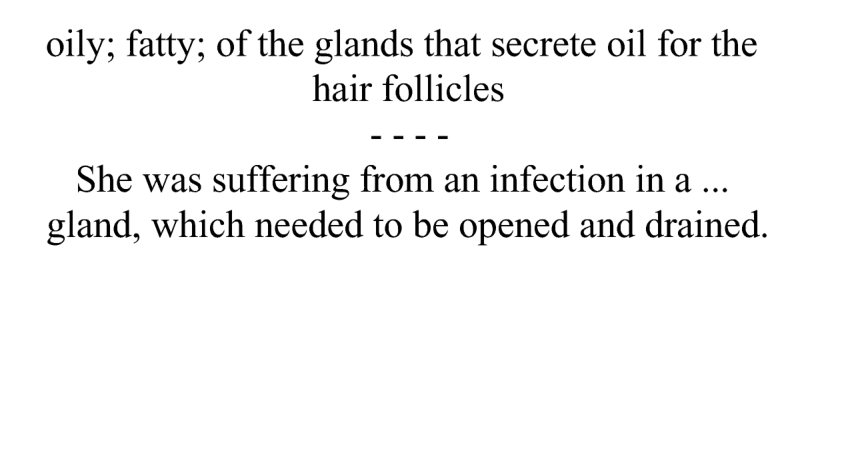 oily; fatty; of the glands that secrete oil for the
hair follicles
- - - -
She was suffering from an infection in a ...
gland, which needed to be opened and drained.